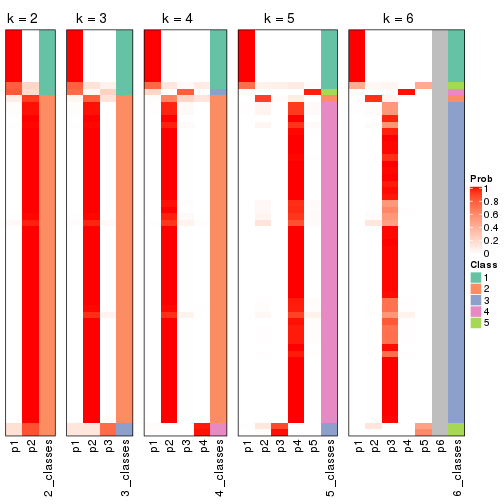 k = 2 k = 3 k = 4 k = 5 k = 6
Prob
1
0.8
0.6
0.4
0.2
0
Class
1
2
3
4
5
p1 p2 2_classes p1 p2 p3 3_classes p1 p2 p3 p4 4_classes p1 p2 p3 p4 p5 5_classes p1 p2 p3 p4 p5 p6 6_classes